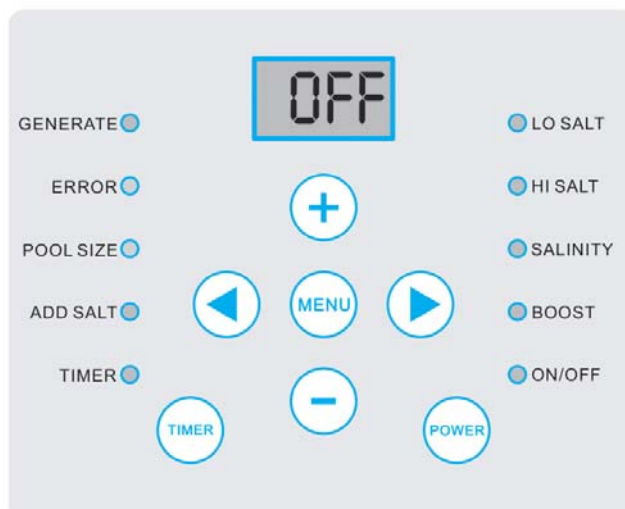 OFF
GENERATE
LO SALT
ERROR
HI SALT
+
POOL SIZE
SALINITY
MENU
ADD SALT
BOOST
TIMER
ON/OFF
-
TIMER
POWER